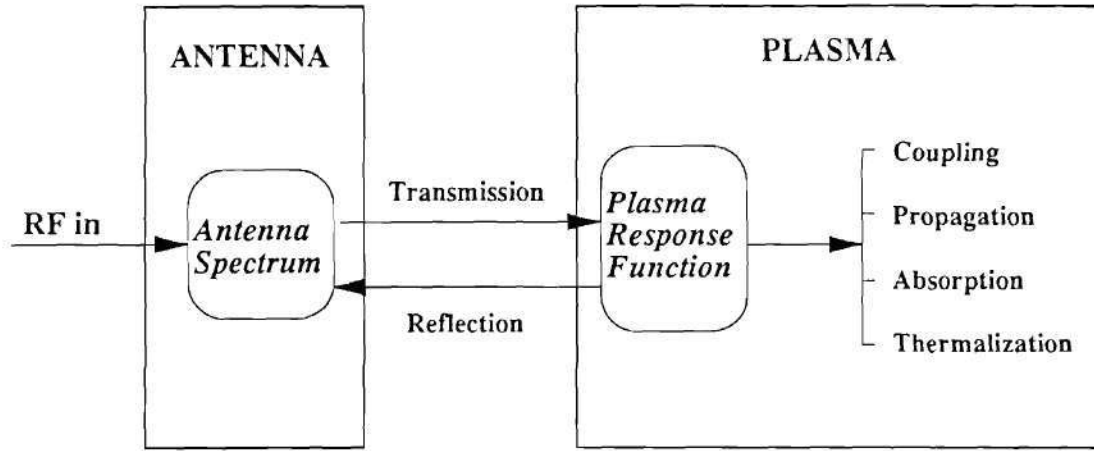 ANTENNA
PLASMA
RF in
Antenna
Spectrum
Transmission
Reflection
Plasma
Response
Function
Coupling
Propagation
Absorption
Thermalization